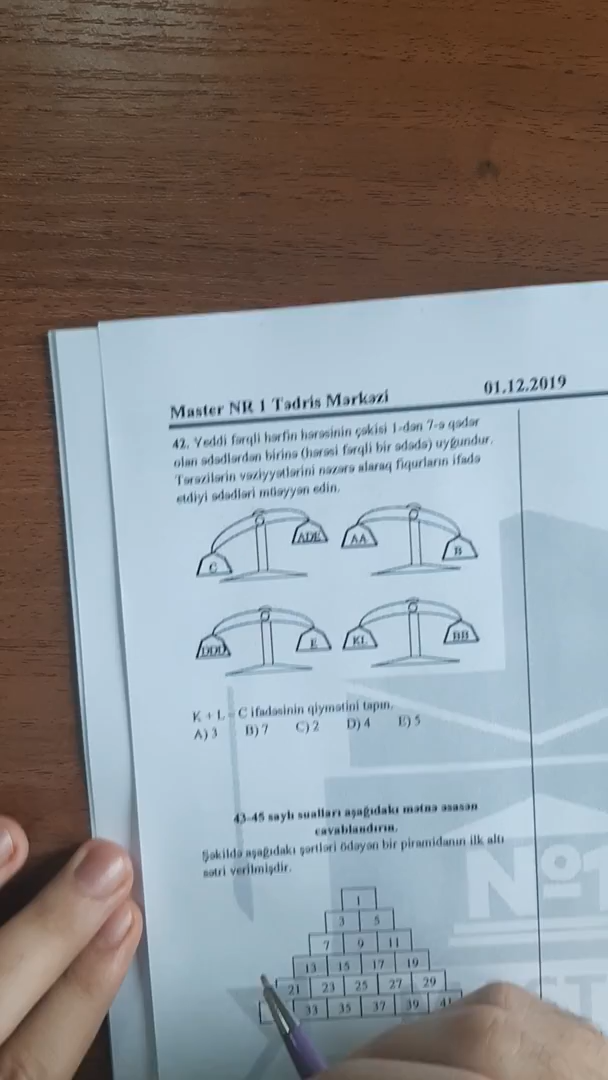 Master NR 1 Tədris Mərkəzi 01.12.2019
42. Yeddi fərqli hərfin hərəsinin çəkisi 1-dən 7-ə qədər
olan ədədlərdən birinə (hərəsi fərqli bir ədədə) uyğundur.
Tərəzilərin vəziyyətlərini nəzərə alaraq fiqurların ifadə
etdiyi ədədləri müəyyən edin.
C ADE AA B
DDD E KL BB
K + L - C ifadəsinin qiymətini tapın.
A) 3 B) 7 C) 2 D) 4 E) 5
43-45 saylı sualları aşağıdakı mətnə əsasən
cavablandırın.
Şəkildə aşağıdakı şərtləri ödəyən bir piramidanın ilk altı
sətri verilmişdir.
1
3 5
7 9 11
13 15 17 19
21 23 25 27 29
33 35 37 39 41
Nº1